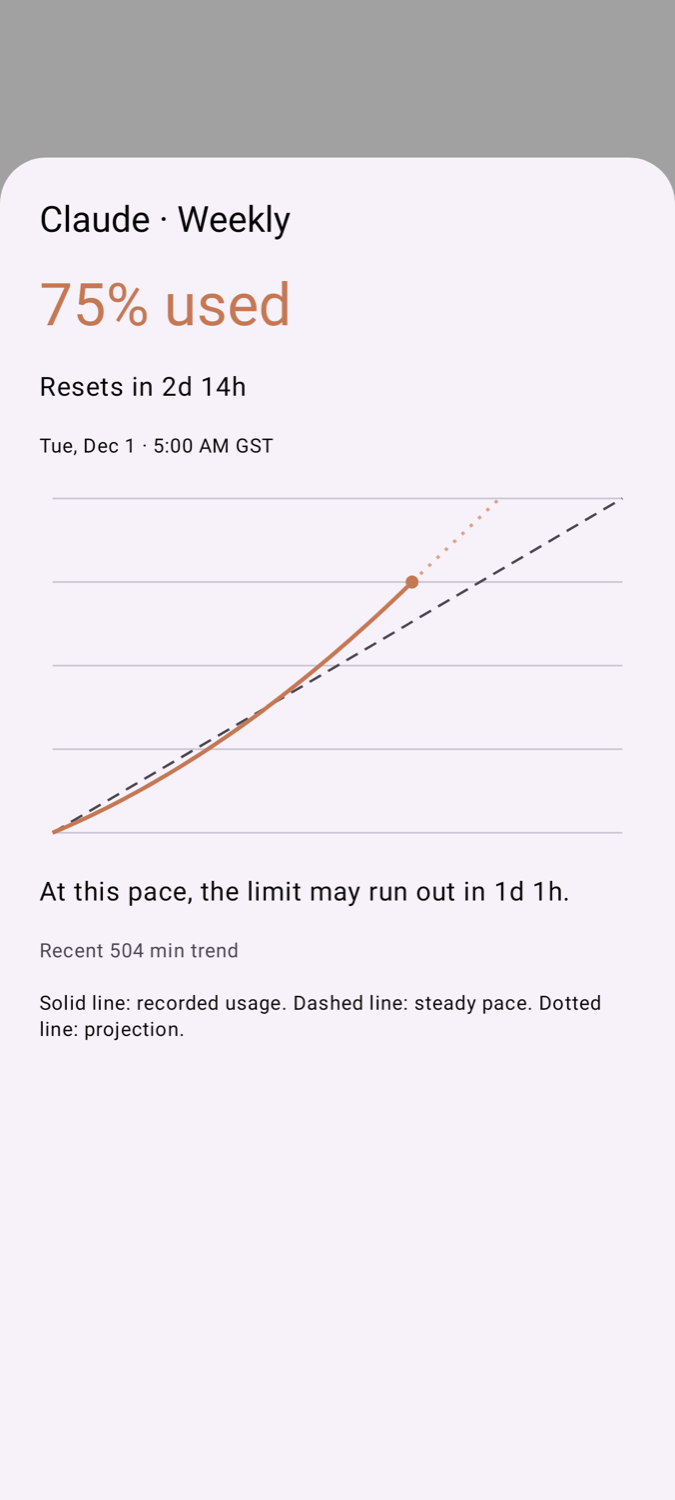 Claude · Weekly
75% used
Resets in 2d 14h
Tue, Dec 1 · 5:00 AM GST
At this pace, the limit may run out in 1d 1h.
Recent 504 min trend
Solid line: recorded usage. Dashed line: steady pace. Dotted
line: projection.